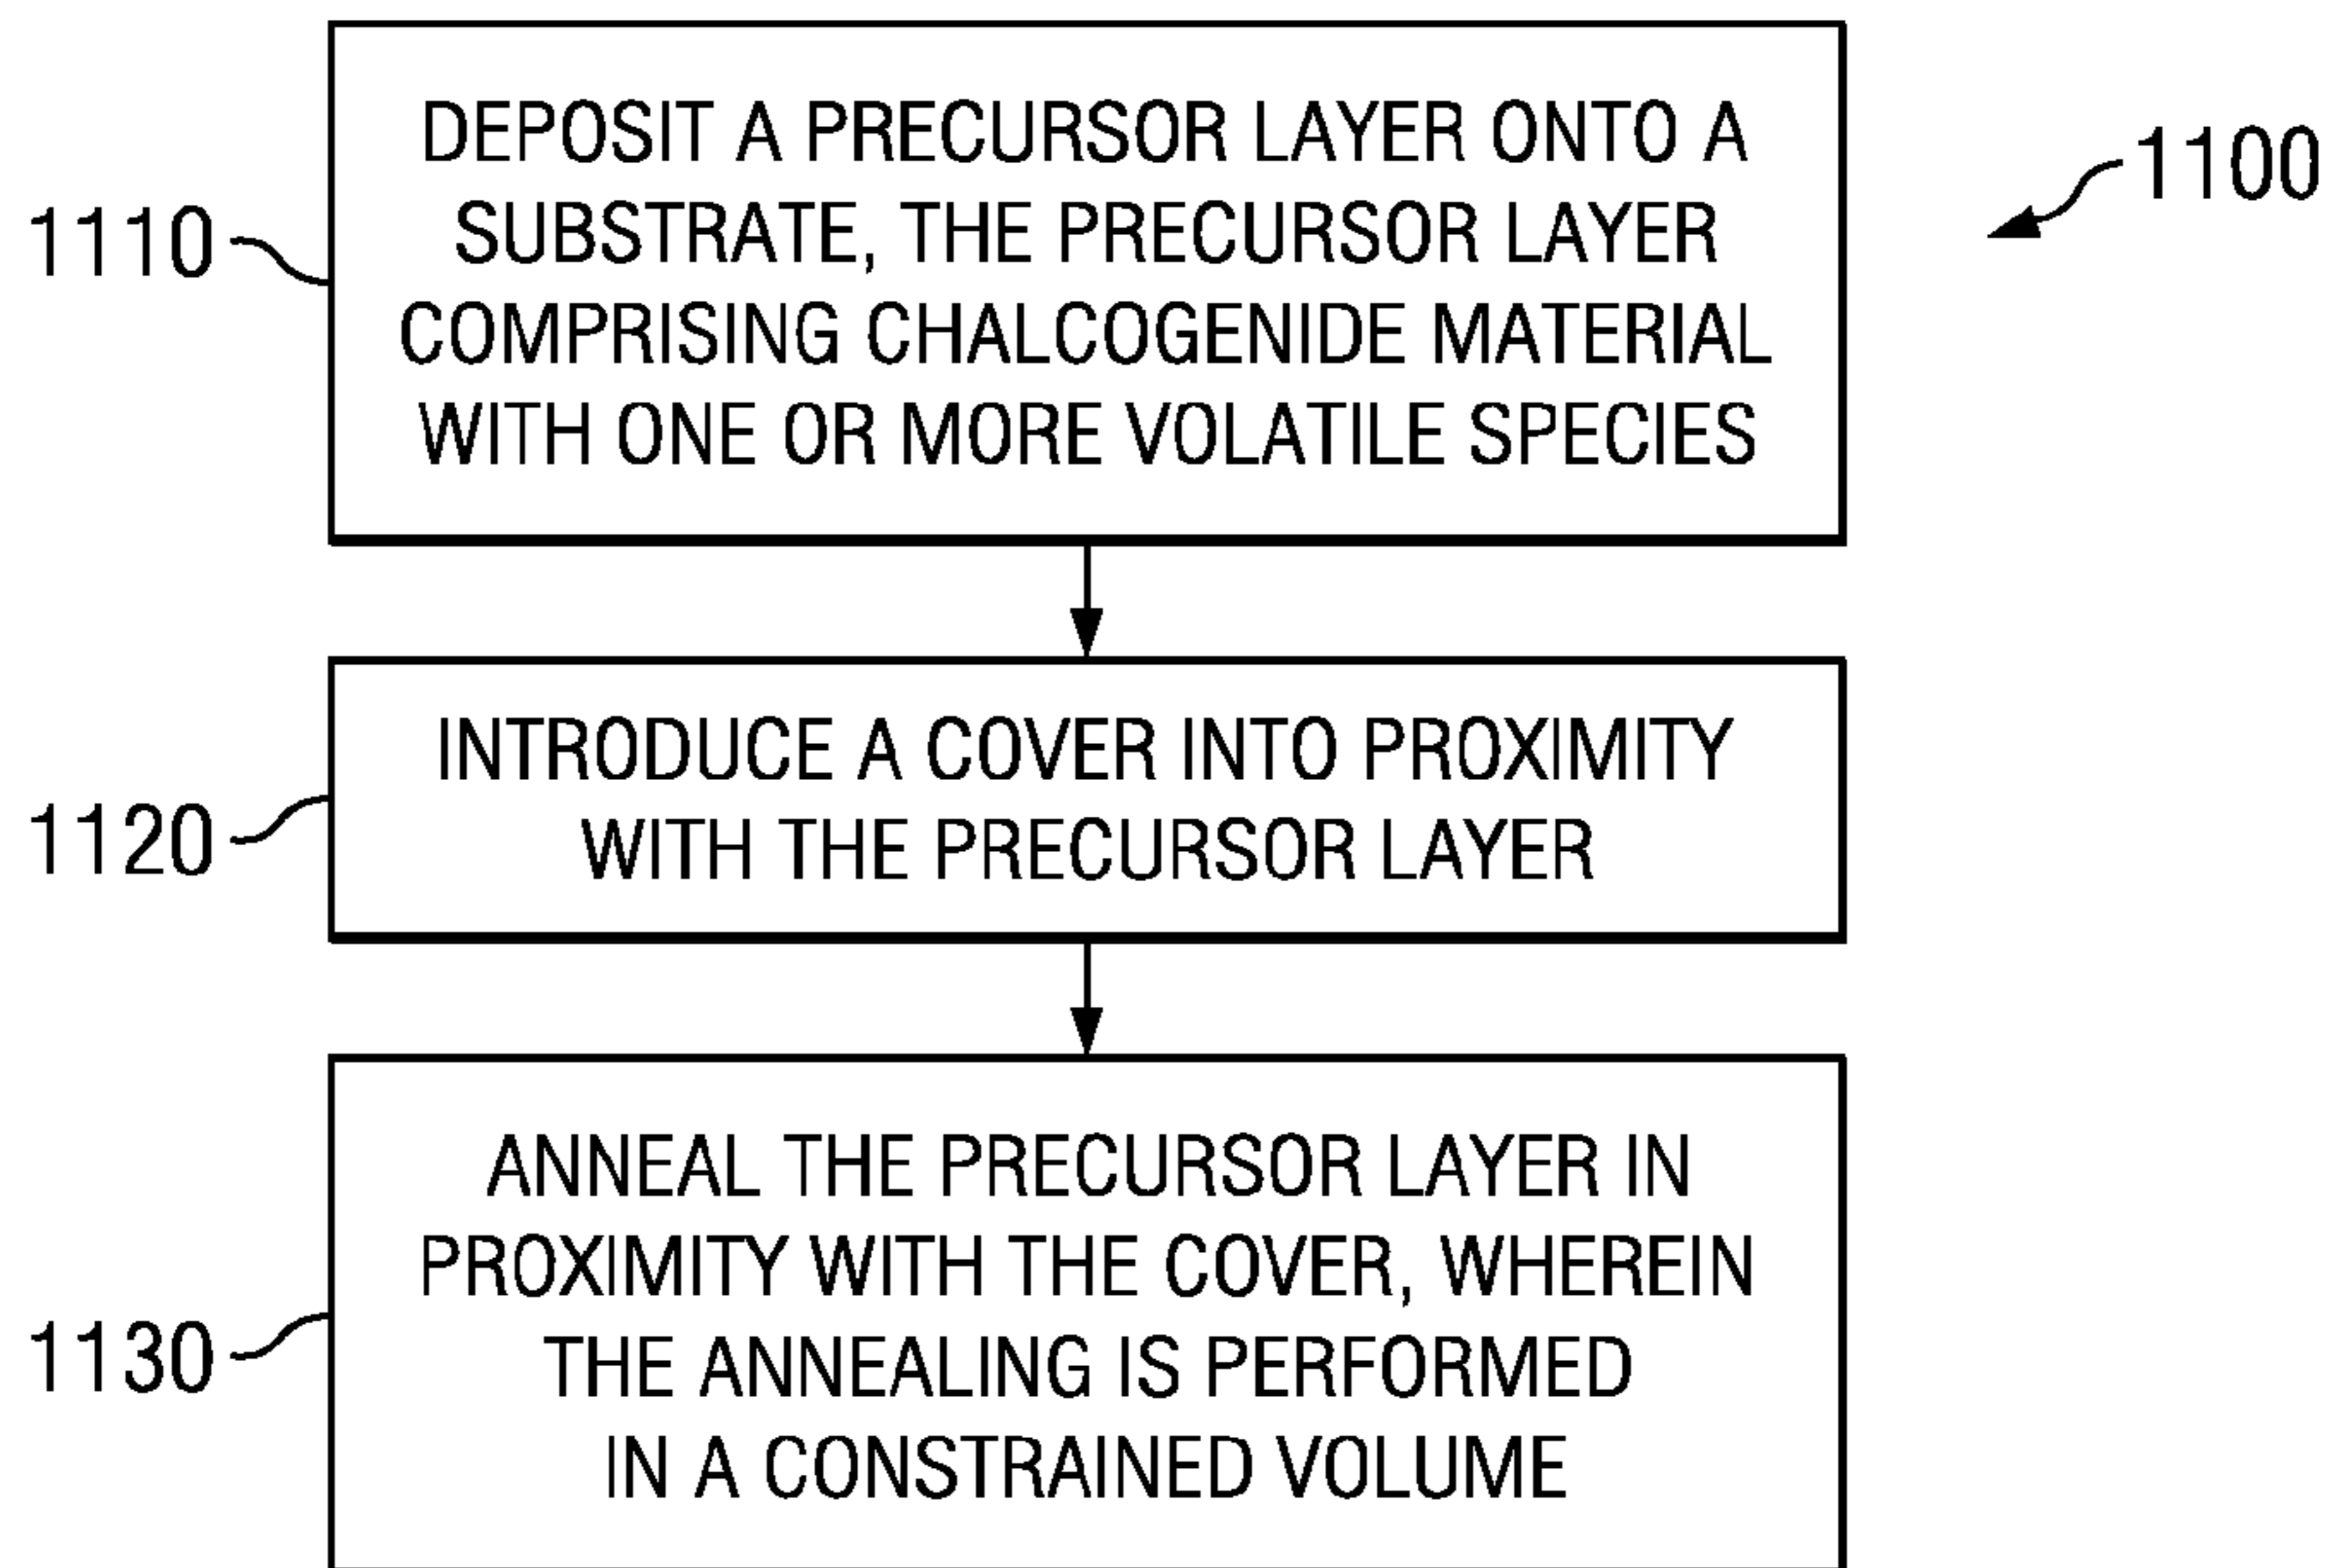 1100
1110
DEPOSIT A PRECURSOR LAYER ONTO A
SUBSTRATE, THE PRECURSOR LAYER
COMPRISING CHALCOGENIDE MATERIAL
WITH ONE OR MORE VOLATILE SPECIES
1120
INTRODUCE A COVER INTO PROXIMITY
WITH THE PRECURSOR LAYER
1130
ANNEAL THE PRECURSOR LAYER IN
PROXIMITY WITH THE COVER, WHEREIN
THE ANNEALING IS PERFORMED
IN A CONSTRAINED VOLUME